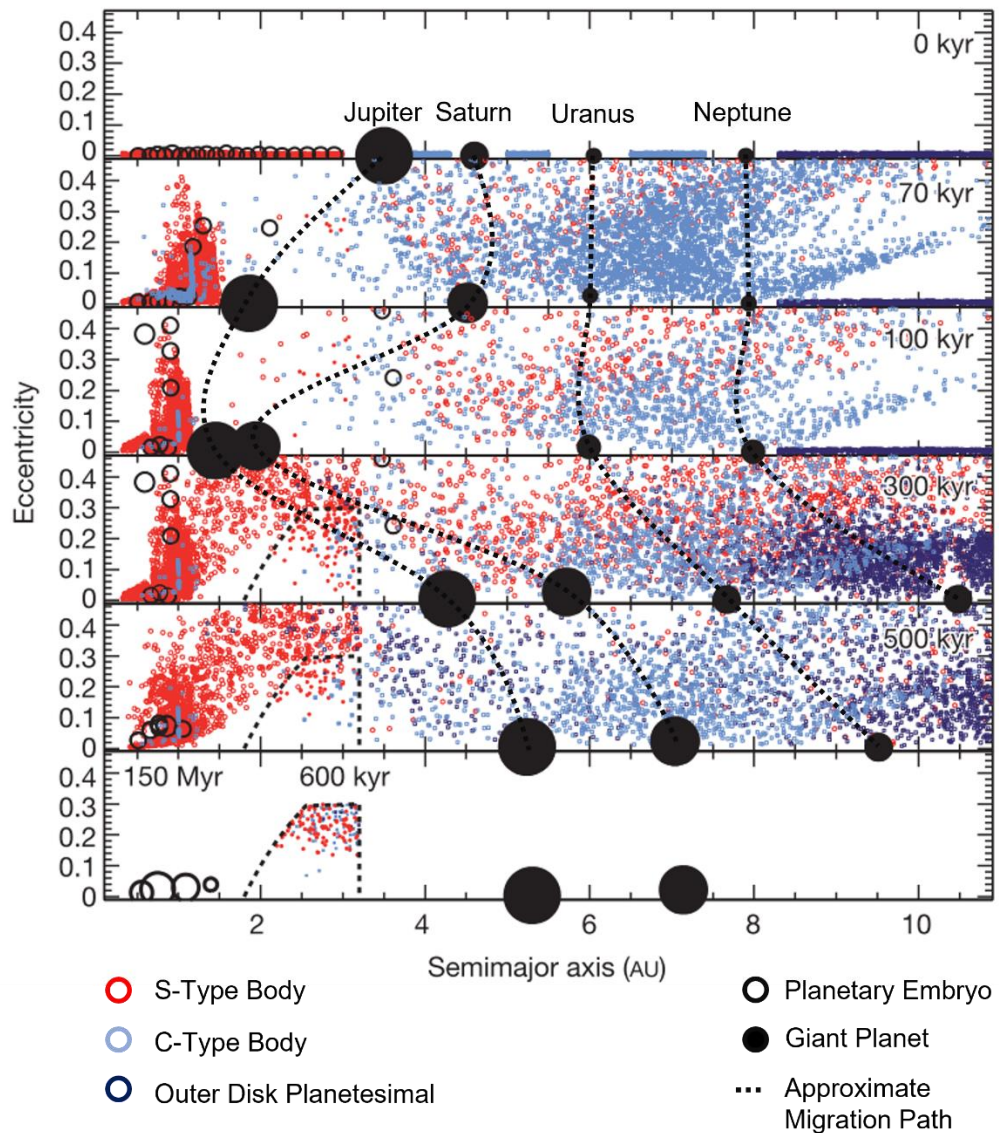 0.4
0.3
0.2
0.1
0
0 kyr
Jupiter Saturn Uranus Neptune
0.4
0.3
0.2
0.1
0
70 kyr
0.4
0.3
0.2
0.1
0
100 kyr
Eccentricity
0.4
0.3
0.2
0.1
0
300 kyr
0.4
0.3
0.2
0.1
0
500 kyr
0.4
0.3
0.2
0.1
0
150 Myr 600 kyr
2 4 6 8 10
Semimajor axis (AU)
S-Type Body
C-Type Body
Outer Disk Planetesimal
Planetary Embryo
Giant Planet
Approximate
Migration Path